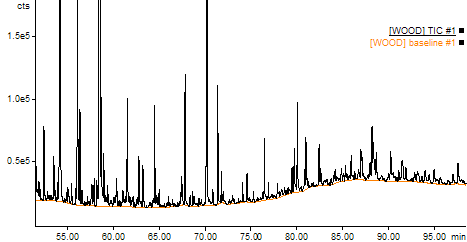 cts
1.5e5
[WOOD] TIC #1
[WOOD] baseline #1
1.0e5
0.5e5
55.00 60.00 65.00 70.00 75.00 80.00 85.00 90.00 95.00 min